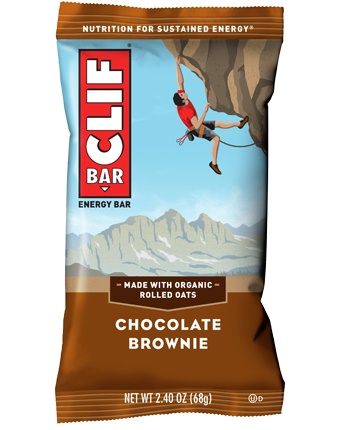 NUTRITION FOR SUSTAINED ENERGY®
CLIF®
BAR
ENERGY BAR
MADE WITH ORGANIC
ROLLED OATS
CHOCOLATE
BROWNIE
NET WT 2.40 OZ (68g)
U D